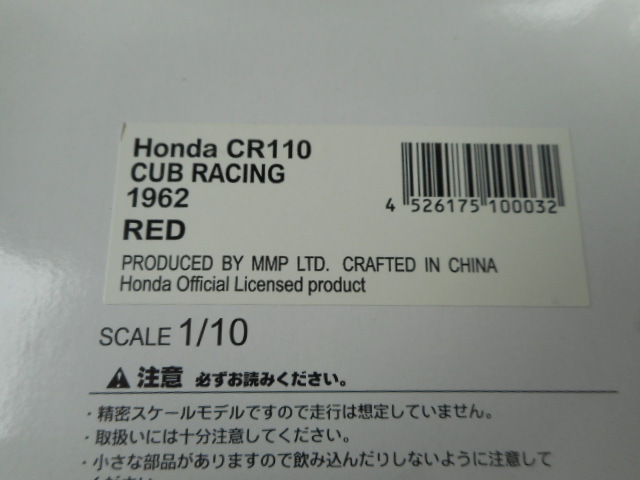 Honda CR110
CUB RACING
1962
RED
4 526175 100032
PRODUCED BY MMP LTD. CRAFTED IN CHINA
Honda Official Licensed product
SCALE 1/10
注意 必ずお読みください。
・精密スケールモデルですので走行は想定していません。
・取扱いには十分注意してください。
・小さな部品がありますので飲み込んだりしないように注意して
ください。